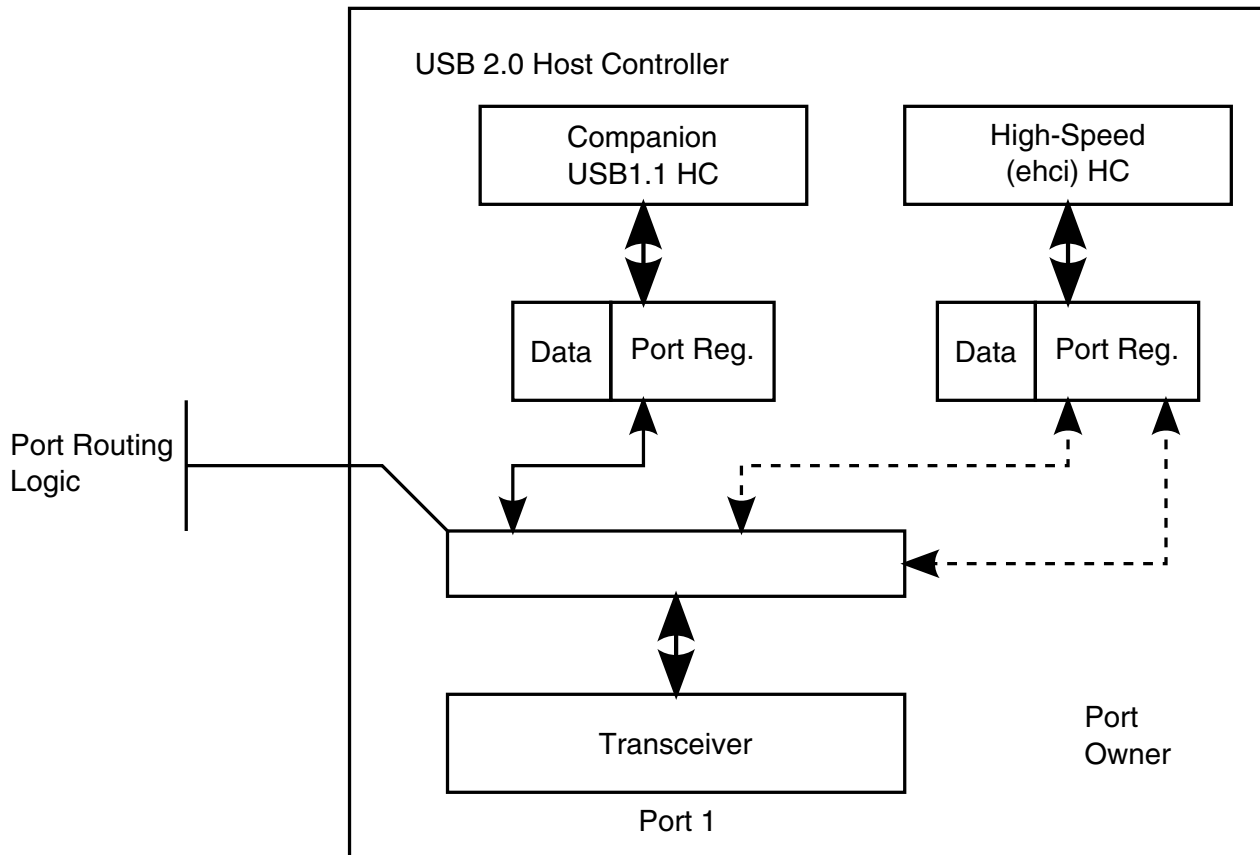 USB 2.0 Host Controller
Companion
USB1.1 HC
High-Speed
(ehci) HC
Data
Port Reg.
Data
Port Reg.
Port Routing
Logic
Transceiver
Port 1
Port
Owner